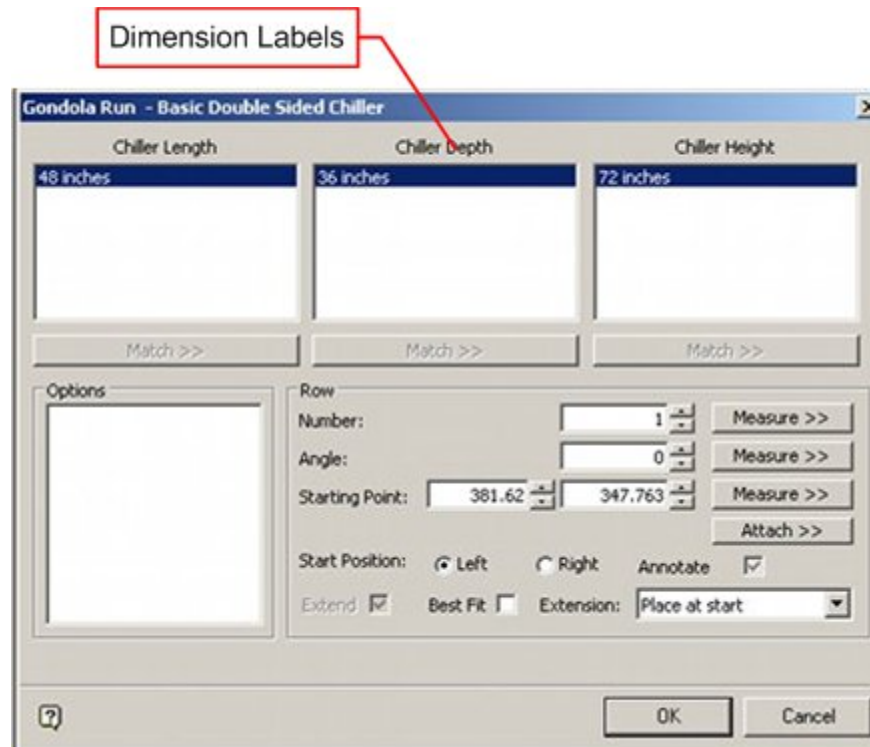 Dimension Labels
Gondola Run - Basic Double Sided Chiller
Chiller Length Chiller Depth Chiller Height
48 inches 36 inches 72 inches
Match >> Match >> Match >>
Options Row
Number: 1 Measure >>
Angle: 0 Measure >>
Starting Point: 381.62 347.763 Measure >>
Attach >>
Start Position: Left Right Annotate
Extend Best Fit Extension: Place at start
? OK Cancel